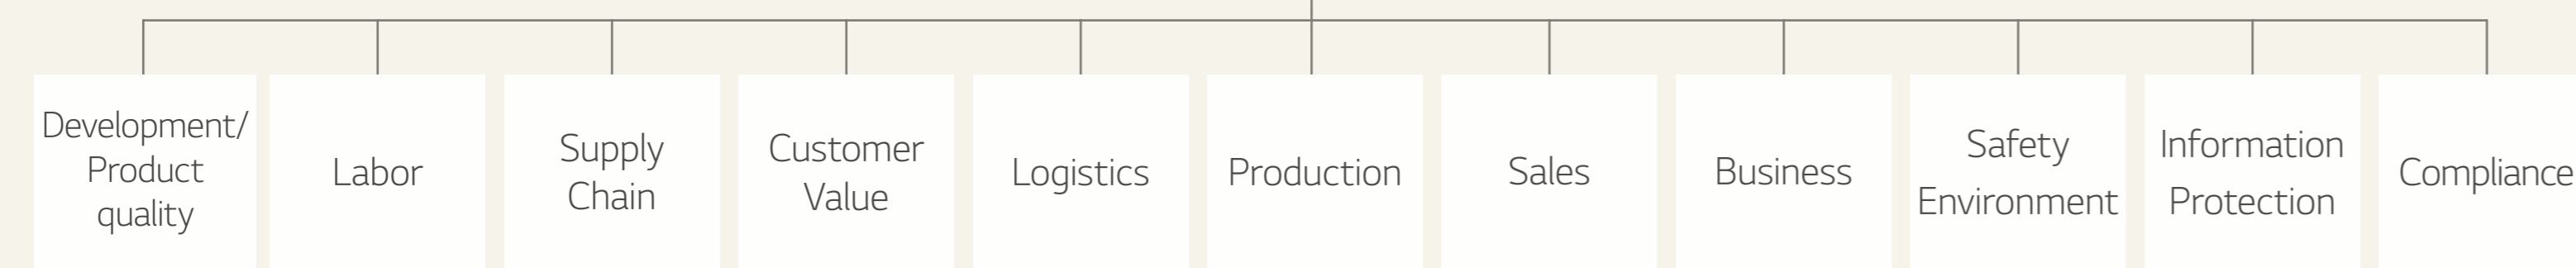 Development/
Product
quality
Labor
Supply
Chain
Customer
Value
Logistics
Production
Sales
Business
Safety
Environment
Information
Protection
Compliance